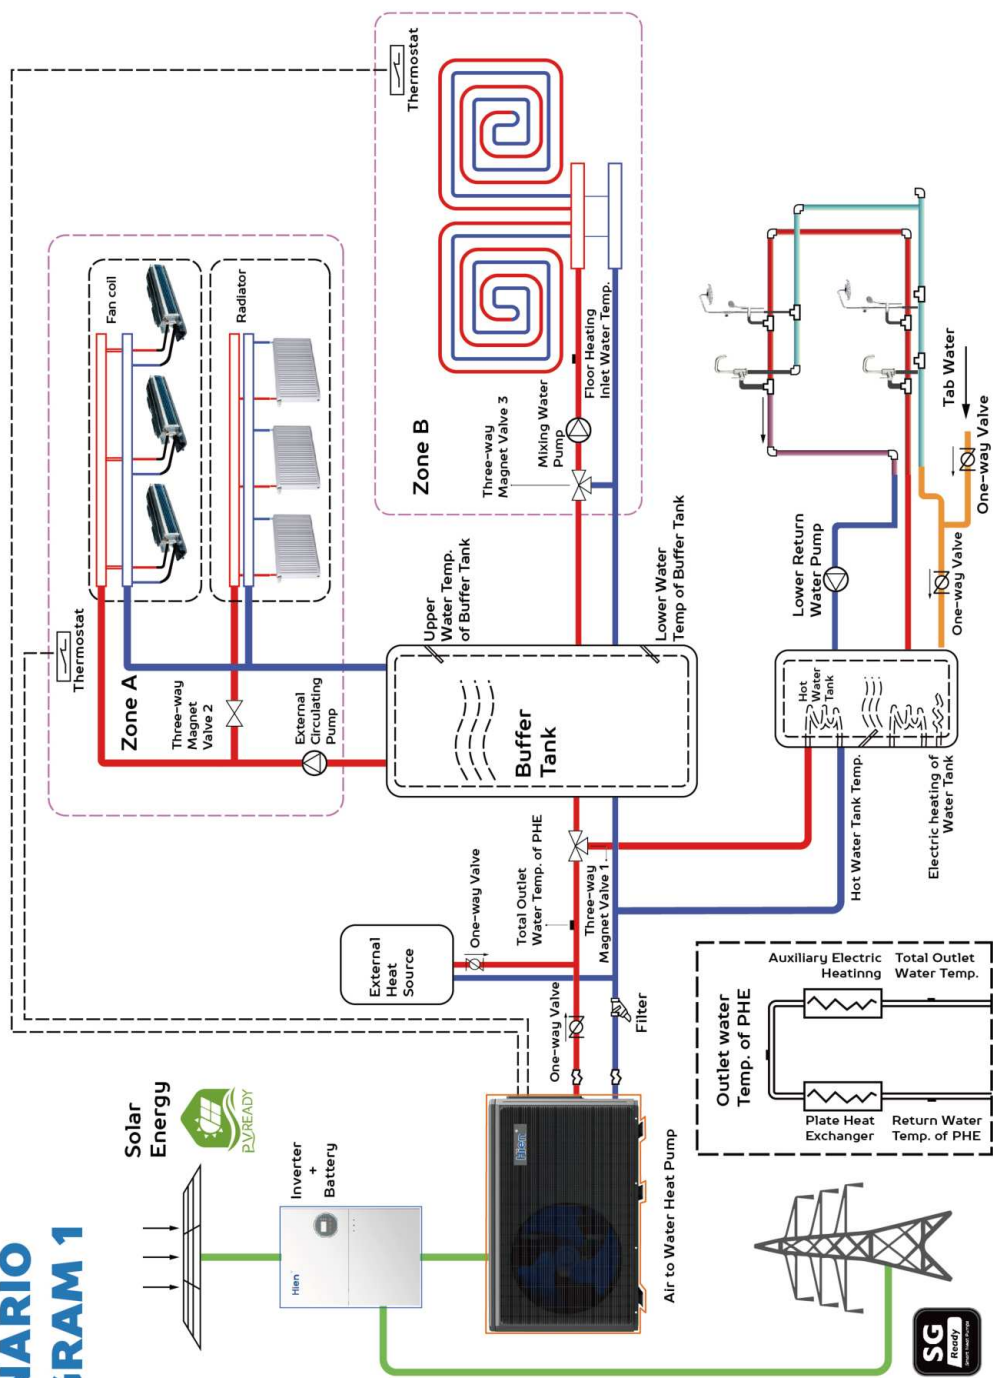 NARIO
GRAM 1
Solar
Energy
P.V.READY
Inverter
+
Battery
Hien
Hien
Air to Water Heat Pump
SG
Ready
Smart Heat Pumps
Thermostat
Thermostat
Zone A
Fan coil
Radiator
Three-way
Magnet
Valve 2
External
Circulating
Pump
Zone B
Three-way
Magnet Valve 3
Mixing Water
Pump
Floor Heating
Inlet Water Temp.
External
Heat
Source
One-way Valve
One-way Valve
Filter
Total Outlet
Water Temp. of PHE
Three-way
Magnet Valve 1
Buffer
Tank
Upper
Water Temp.
of Buffer Tank
Lower Water
Temp of Buffer Tank
Hot
Water
Tank
Hot Water Tank Temp.
Electric heating of
Water Tank
Lower Return
Water Pump
One-way Valve
One-way Valve
Tab Water
Outlet water
Temp. of PHE
Plate Heat
Exchanger
Return Water
Temp. of PHE
Auxiliary Electric
Heatinng
Total Outlet
Water Temp.